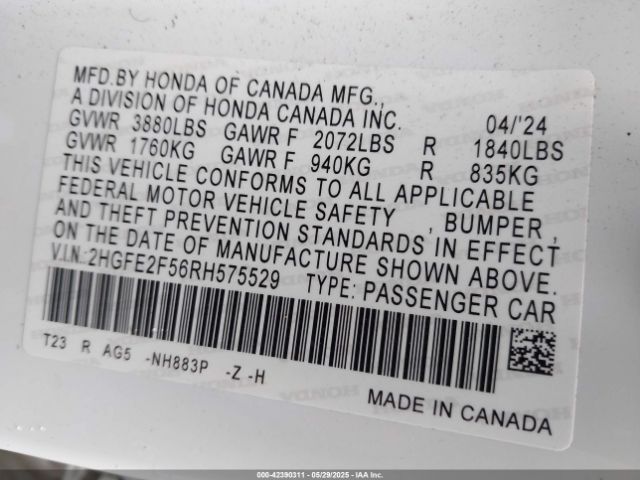 MFD.BY HONDA OF CANADA MFG.,
A DIVISION OF HONDA CANADA INC. 04/'24
GVWR 3880LBS GAWR F 2072LBS R 1840LBS
GVWR 1760KG GAWR F 940KG R 835KG
THIS VEHICLE CONFORMS TO ALL APPLICABLE
FEDERAL MOTOR VEHICLE SAFETY , BUMPER ,
AND THEFT PREVENTION STANDARDS IN EFFECT
ON THE DATE OF MANUFACTURE SHOWN ABOVE.
V.I.N.:2HGFE2F56RH575529 TYPE: PASSENGER CAR
T23 R AG5 -NH883P -Z -H
MADE IN CANADA
000-42390311 - 05/29/2025 - IAA Inc.